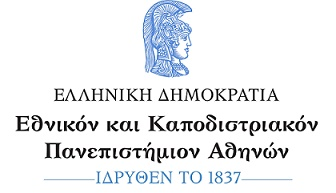 ΕΛΛΗΝΙΚΗ ΔΗΜΟΚΡΑΤΙΑ
Εθνικόν και Καποδιστριακόν
Πανεπιστήμιον Αθηνών
ΙΔΡΥΘΕΝ ΤΟ 1837